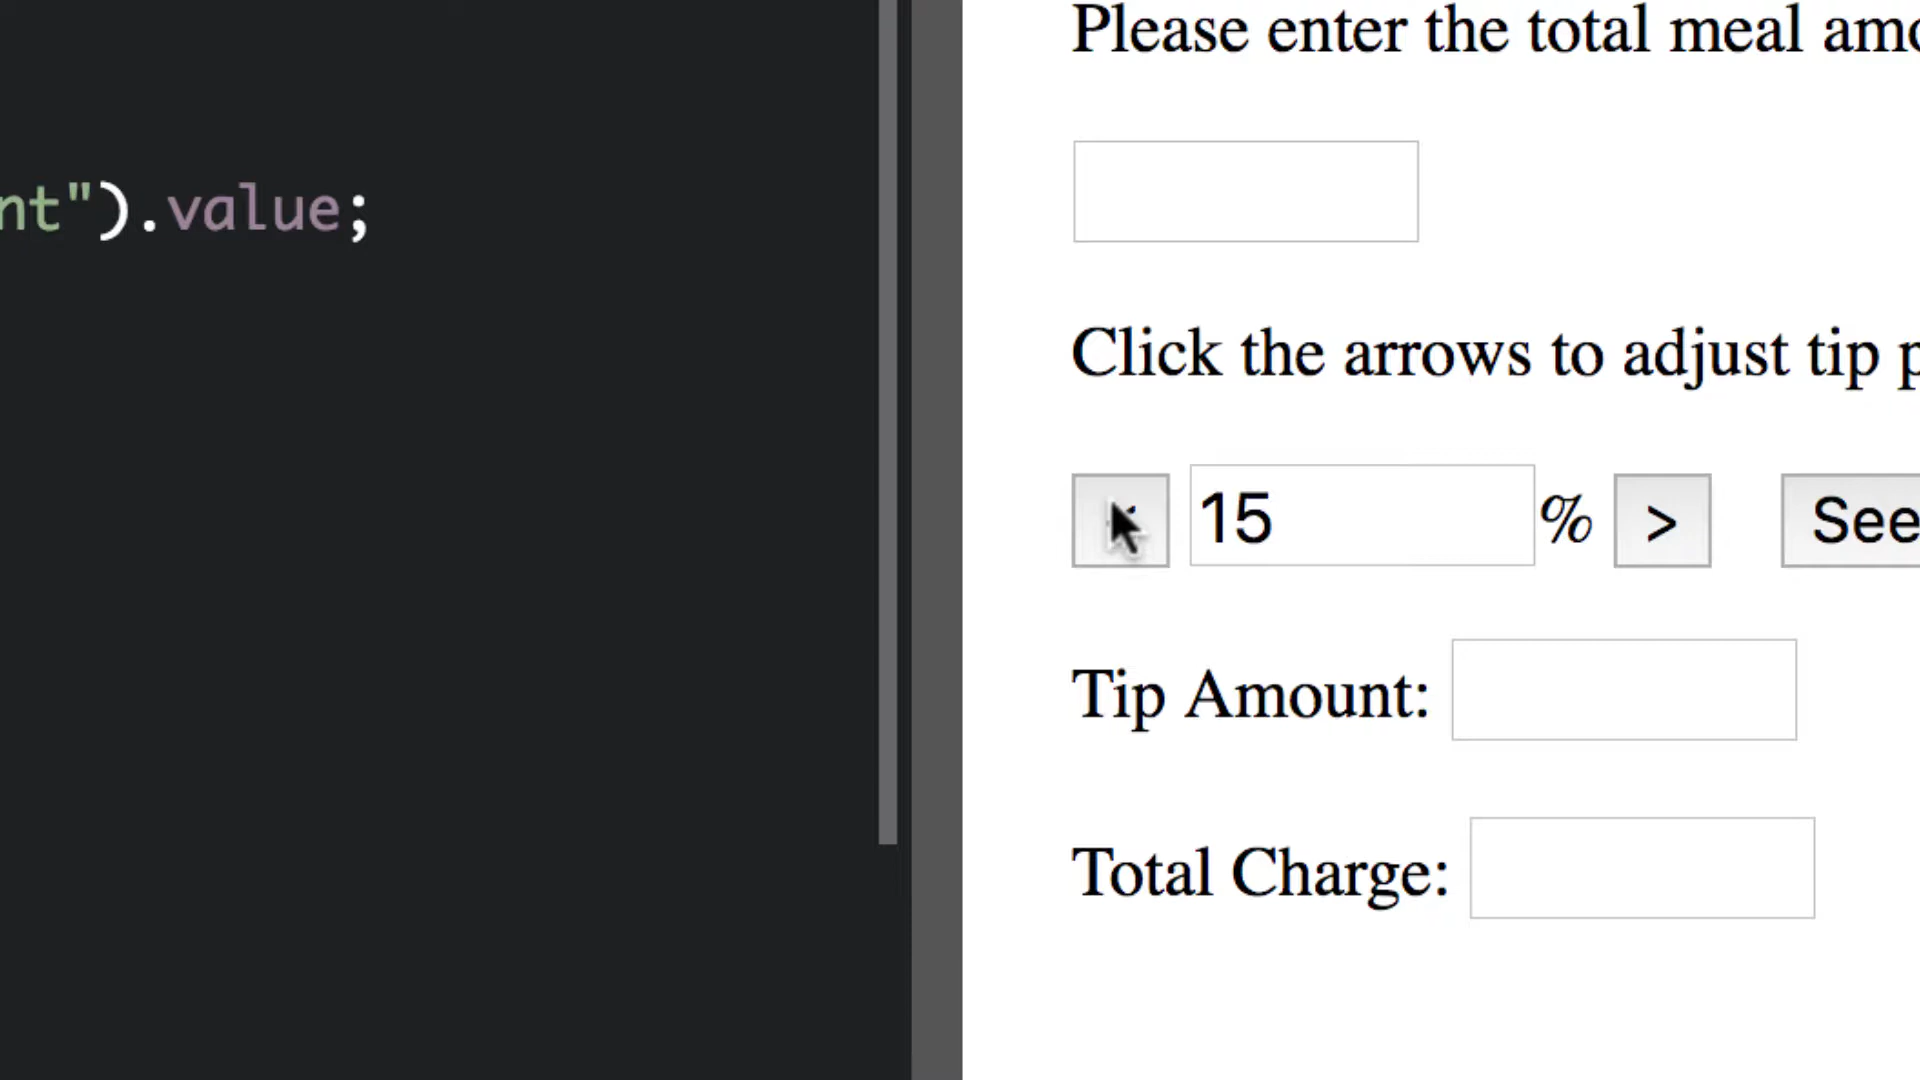 Please enter the total meal amo
nt").value;
Click the arrows to adjust tip p
15 % > See
Tip Amount:
Total Charge: